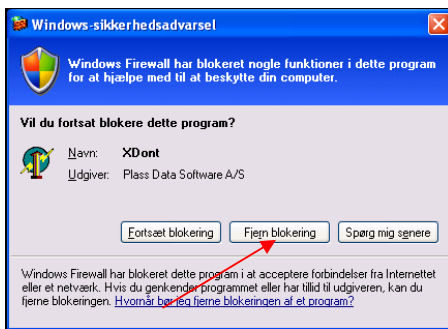 Windows-sikkerhedsadvarsel
Windows Firewall har blokeret nogle funktioner i dette program
for at hjælpe med til at beskytte din computer.
Vil du fortsat blokere dette program?
Navn: XDont
Udgiver: Plass Data Software A/S
Fortsæt blokering Fjern blokering Spørg mig senere
Windows Firewall har blokeret dette program i at acceptere forbindelser fra Internettet
eller et netværk. Hvis du genkender programmet eller har tillid til udgiveren, kan du
fjerne blokeringen. Hvornår bør jeg fjerne blokeringen af et program?